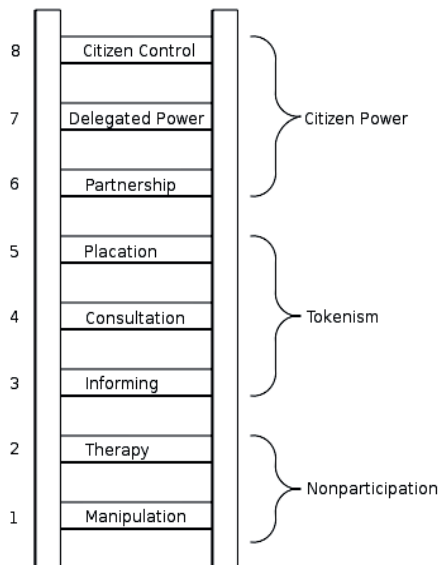 8 Citizen Control
7 Delegated Power
Citizen Power
6 Partnership
5 Placation
4 Consultation
Tokenism
3 Informing
2 Therapy
Nonparticipation
1 Manipulation